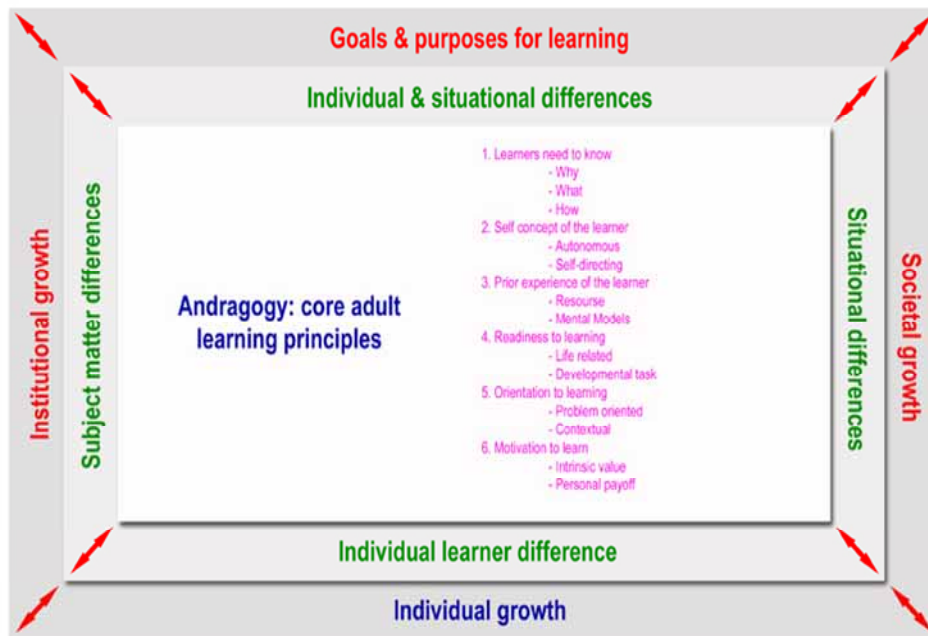 Goals & purposes for learning
Individual & situational differences
Institutional growth
Subject matter differences
Andragogy: core adult
learning principles
1. Learners need to know
- Why
- What
- How
2. Self concept of the learner
- Autonomous
- Self-directing
3. Prior experience of the learner
- Resourse
- Mental Models
4. Readiness to learning
- Life related
- Developmental task
5. Orientation to learning
- Problem oriented
- Contextual
6. Motivation to learn
- Intrinsic value
- Personal payoff
Situational differences
Societal growth
Individual learner difference
Individual growth